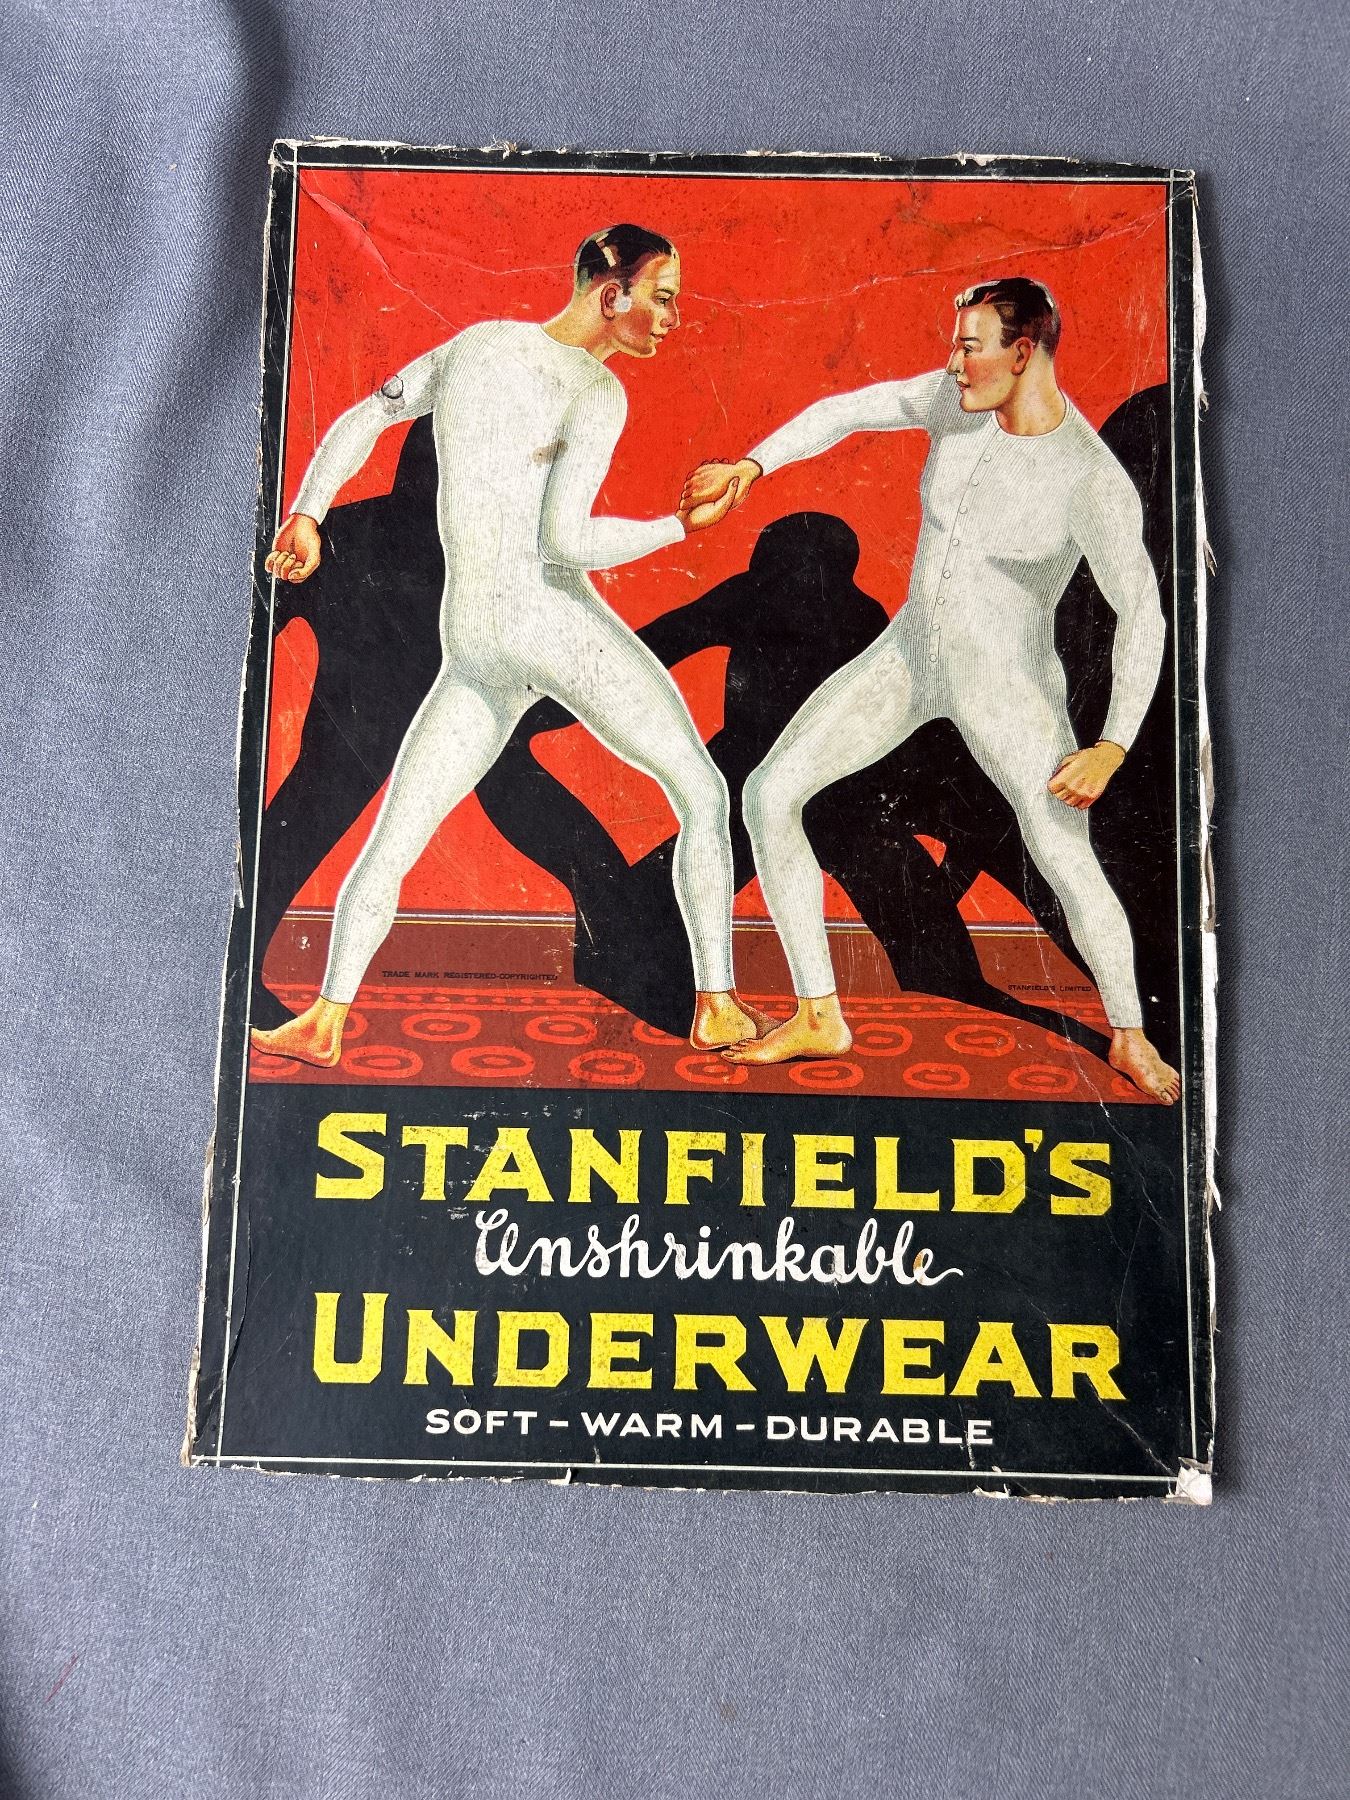 TRADE MARK REGISTERED-COPYRIGHTED
STANFIELD'S LIMITED
STANFIELD'S
Unshrinkable
UNDERWEAR
SOFT - WARM - DURABLE